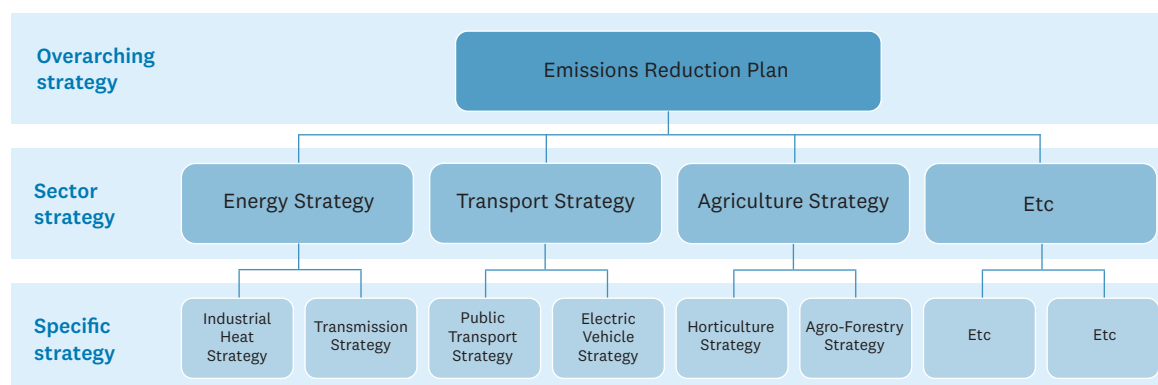 Overarching
strategy
Emissions Reduction Plan
Sector
strategy
Energy Strategy
Transport Strategy
Agriculture Strategy
Etc
Specific
strategy
Industrial
Heat
Strategy
Transmission
Strategy
Public
Transport
Strategy
Electric
Vehicle
Strategy
Horticulture
Strategy
Agro-Forestry
Strategy
Etc
Etc